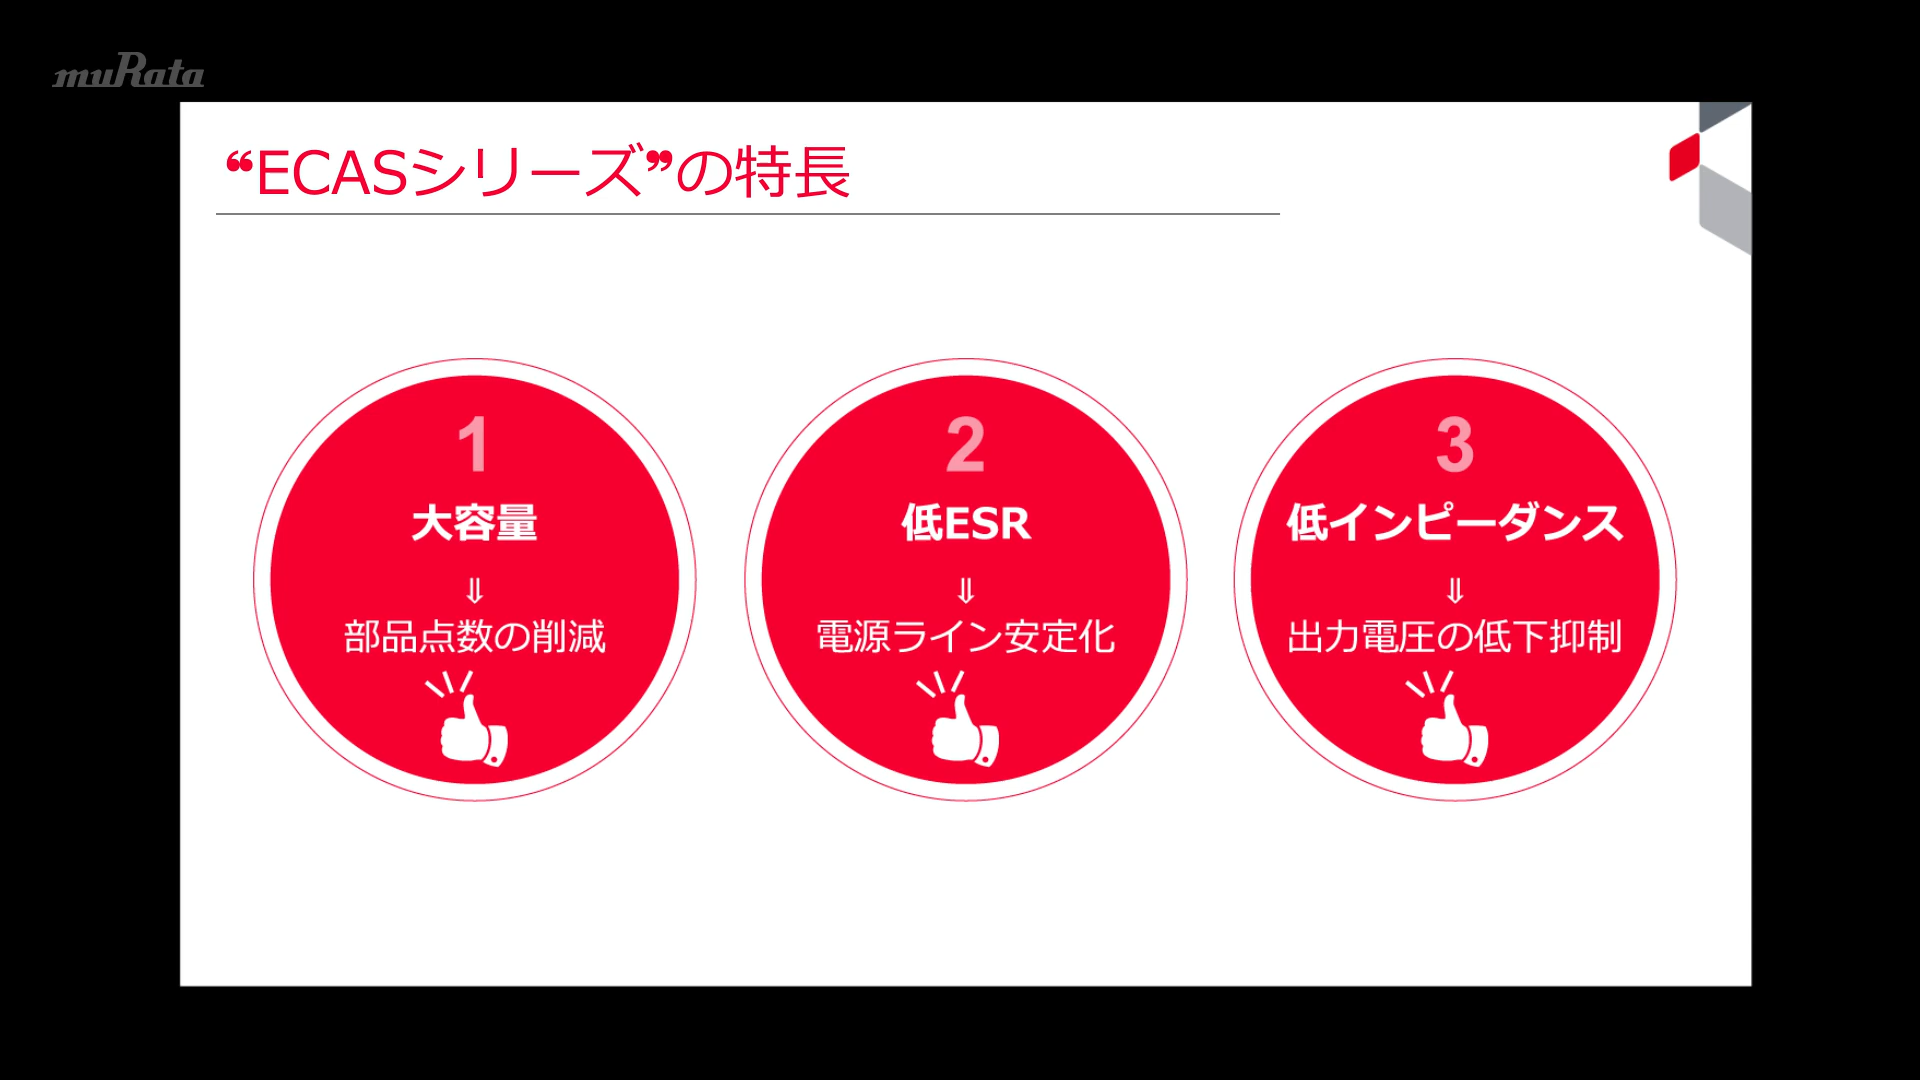 muRata
“ECASシリーズ”の特長
1
大容量
⇓
部品点数の削減
2
低ESR
⇓
電源ライン安定化
3
低インピーダンス
⇓
出力電圧の低下抑制